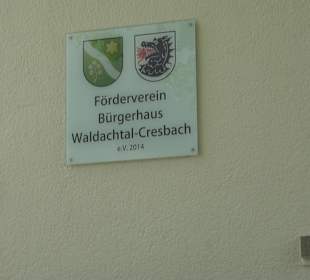 Förderverein
Bürgerhaus
Waldachtal-Cresbach
e.V. 2014